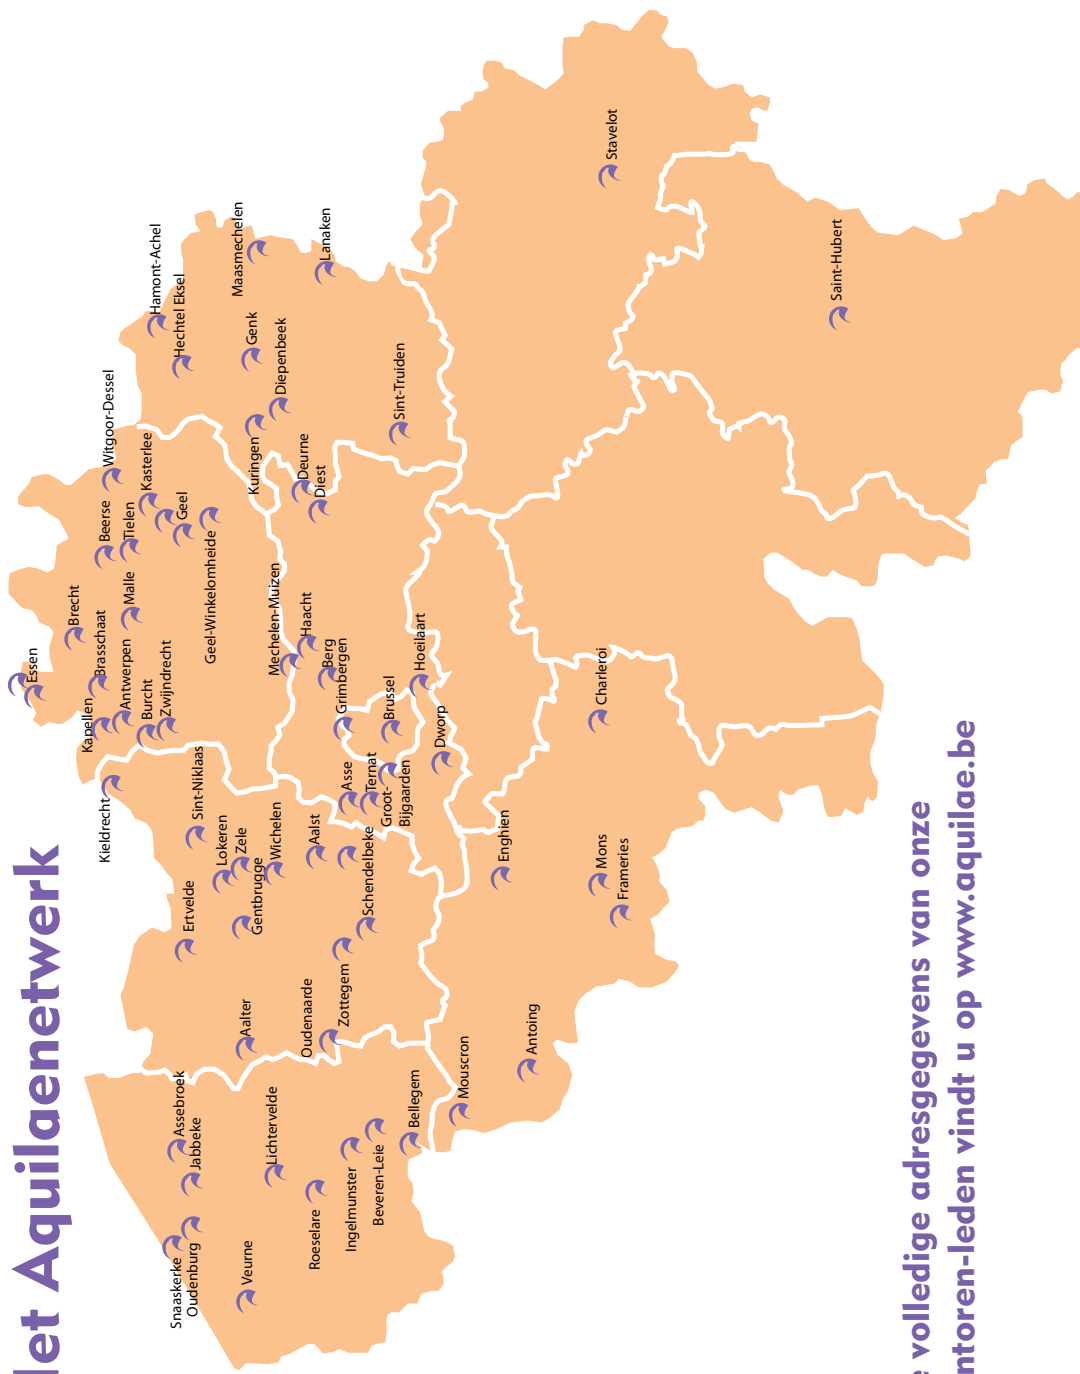 et Aquilaenetwerk
Essen
Brecht
Kapellen
Brasschaat
Antwerpen
Burcht
Zwijndrecht
Malle
Beerse
Tielen
Witgoor-Dessel
Kasterlee
Geel
Geel-Winkelomheide
Hamont-Achel
Hechtel Eksel
Maasmechelen
Lanaken
Genk
Diepenbeek
Kuringen
Sint-Truiden
Deurne
Diest
Mechelen-Muizen
Haacht
Berg
Grimbergen
Brussel
Hoeilaart
Dworp
Asse
Ternat
Groot-
Bijgaarden
Kieldrecht
Sint-Niklaas
Lokeren
Zele
Wichelen
Gentbrugge
Ertvelde
Aalst
Schendelbeke
Zottegem
Oudenaarde
Aalter
Assebroek
Jabbeke
Snaaskerke
Oudenburg
Veurne
Lichtervelde
Roeselare
Ingelmunster
Beveren-Leie
Bellegem
Mouscron
Antoing
Enghien
Mons
Frameries
Charleroi
Stavelot
Saint-Hubert
volledige adresgegevens van onze
ntoren-leden vindt u op www.aquilae.be